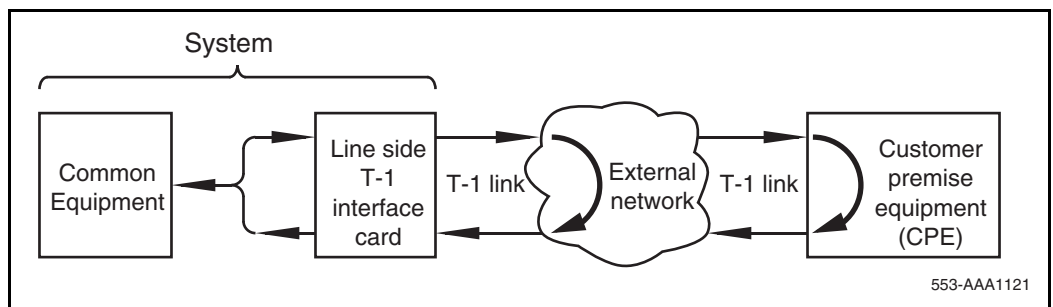 System
Common
Equipment
Line side
T-1
interface
card
T-1 link
External
network
T-1 link
Customer
premise
equipment
(CPE)
553-AAA1121